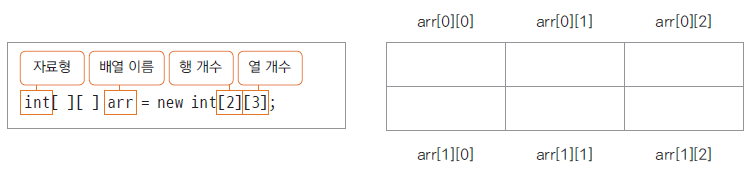 자료형 배열 이름 행 개수 열 개수
int[ ][ ] arr = new int[2][3];
arr[0][0] arr[0][1] arr[0][2]
arr[1][0] arr[1][1] arr[1][2]